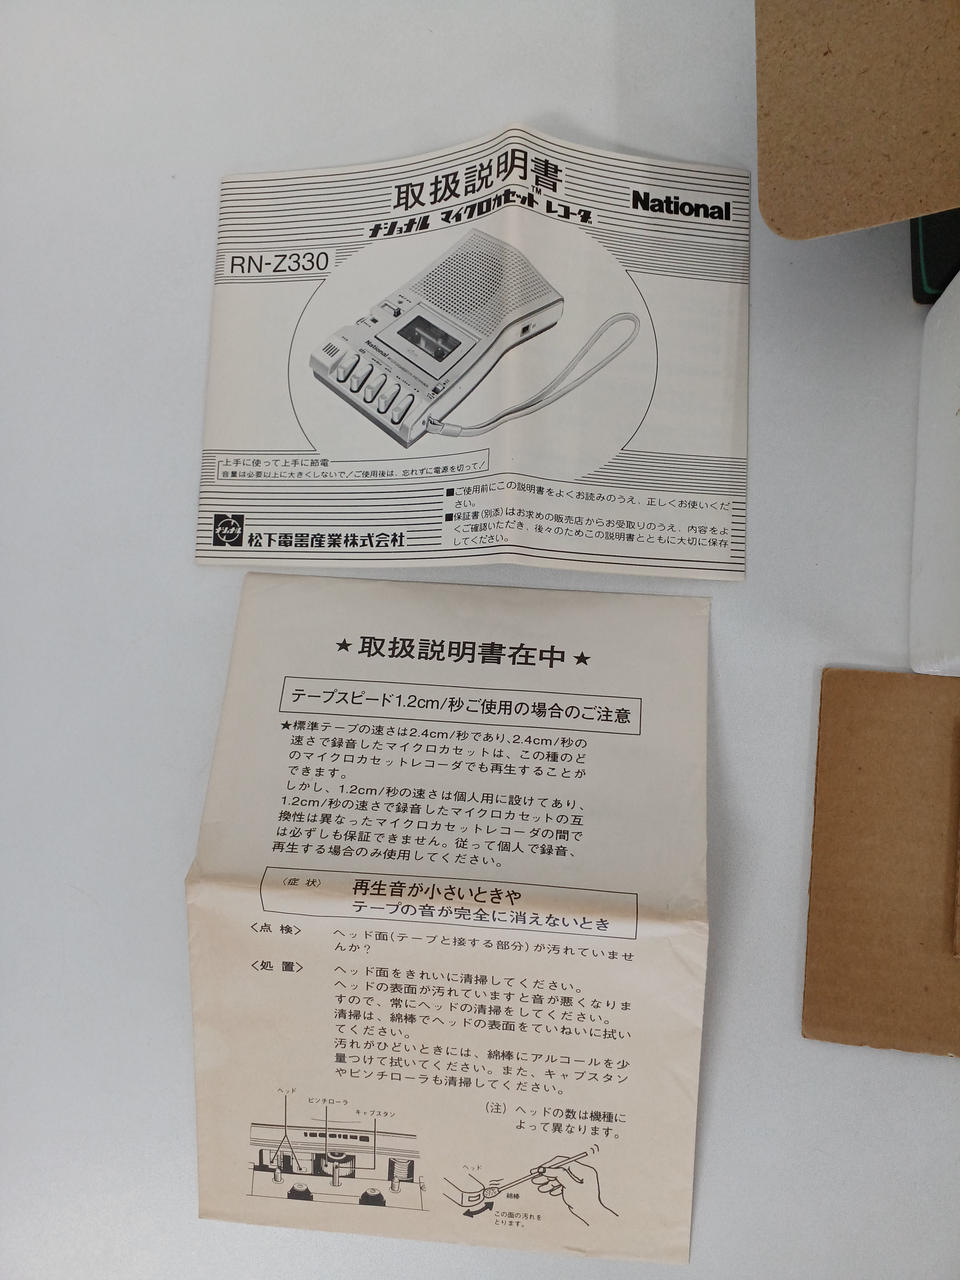 取扱説明書
ナショナル マイクロカセット™ レコーダ
National
RN-Z330
National
上手に使って上手に節電
音量は必要以上に大きくしないで!ご使用後は、忘れずに電源を切って!
■ご使用前にこの説明書をよくお読みのうえ、正しくお使いくだ
さい。
■保証書(別添)はお求めの販売店からお受取りのうえ、内容をよ
くご確認いただき、後々のためこの説明書とともに大切に保存
してください。
ナショナル
松下電器産業株式会社
★取扱説明書在中★
テープスピード1.2cm/秒ご使用の場合のご注意
★標準テープの速さは2.4cm/秒であり、2.4cm/秒の
速さで録音したマイクロカセットは、この種のど
のマイクロカセットレコーダでも再生することが
できます。
しかし、1.2cm/秒の速さは個人用に設けてあり、
1.2cm/秒の速さで録音したマイクロカセットの互
換性は異なったマイクロカセットレコーダの間で
は必ずしも保証できません。従って個人で録音、
再生する場合のみ使用してください。
〈症状〉 再生音が小さいときや
テープの音が完全に消えないとき
〈点検〉 ヘッド面(テープと接する部分)が汚れていませ
んか?
〈処置〉 ヘッド面をきれいに清掃してください。
ヘッドの表面が汚れていますと音が悪くなりま
すので、常にヘッドの清掃をしてください。
清掃は、綿棒でヘッドの表面をていねいに拭い
てください。
汚れがひどいときには、綿棒にアルコールを少
量つけて拭いてください。また、キャプスタン
やピンチローラも清掃してください。
ヘッド
ピンチローラ
キャプスタン
(注) ヘッドの数は機種に
よって異なります。
ヘッド
綿棒
この面の汚れを
とります。